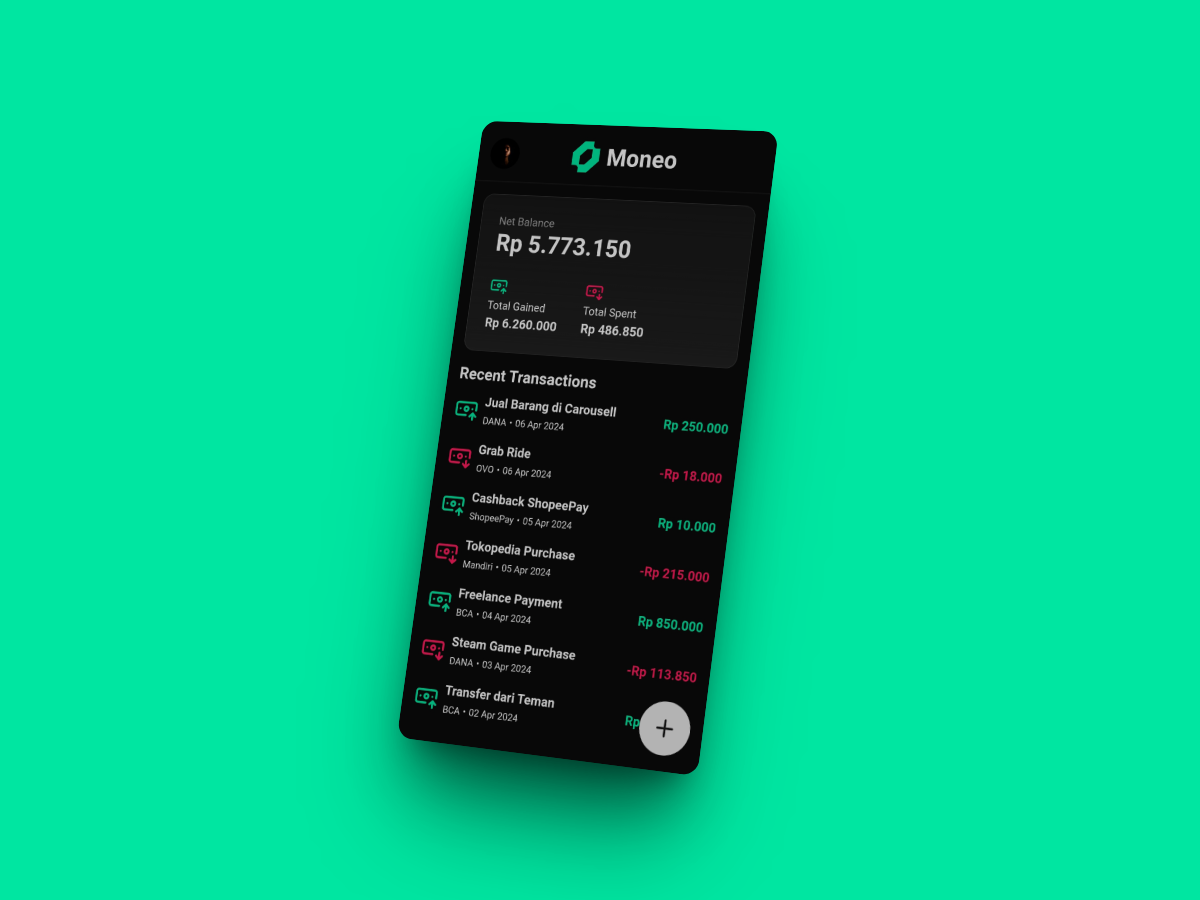 Moneo
Net Balance
Rp 5.773.150
Total Gained
Rp 6.260.000
Total Spent
Rp 486.850
Recent Transactions
Jual Barang di Carousell
DANA • 06 Apr 2024
Rp 250.000
Grab Ride
OVO • 06 Apr 2024
-Rp 18.000
Cashback ShopeePay
ShopeePay • 05 Apr 2024
Rp 10.000
Tokopedia Purchase
Mandiri • 05 Apr 2024
-Rp 215.000
Freelance Payment
BCA • 04 Apr 2024
Rp 850.000
Steam Game Purchase
DANA • 03 Apr 2024
-Rp 113.850
Transfer dari Teman
BCA • 02 Apr 2024
Rp